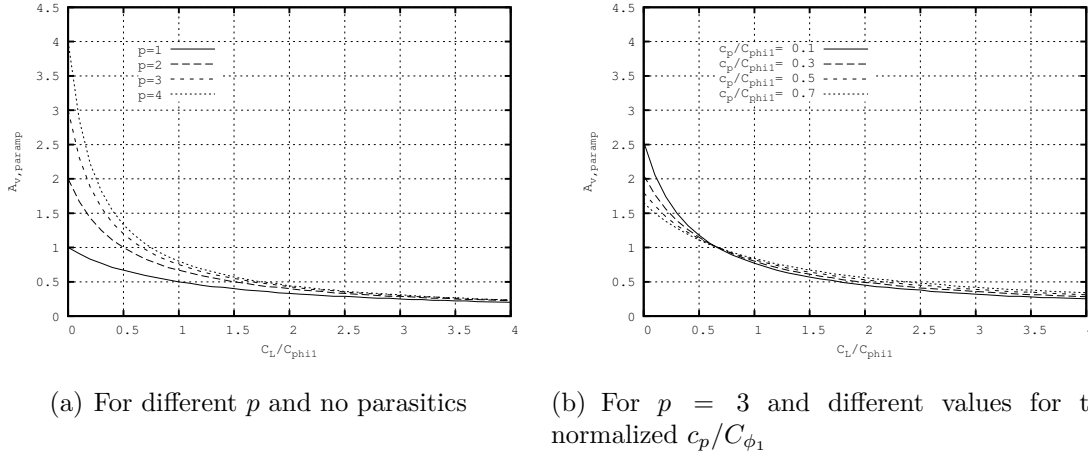 4.5
4
3.5
3
2.5
2
1.5
1
0.5
0
0 0.5 1 1.5 2 2.5 3 3.5 4
A_v,paramp
C_L/C_phi1
p=1
p=2
p=3
p=4
(a) For different p and no parasitics
4.5
4
3.5
3
2.5
2
1.5
1
0.5
0
0 0.5 1 1.5 2 2.5 3 3.5 4
A_v,paramp
C_L/C_phi1
c_p/C_phi1= 0.1
c_p/C_phi1= 0.3
c_p/C_phi1= 0.5
c_p/C_phi1= 0.7
(b) For p = 3 and different values for t
normalized c_p/C_ϕ1